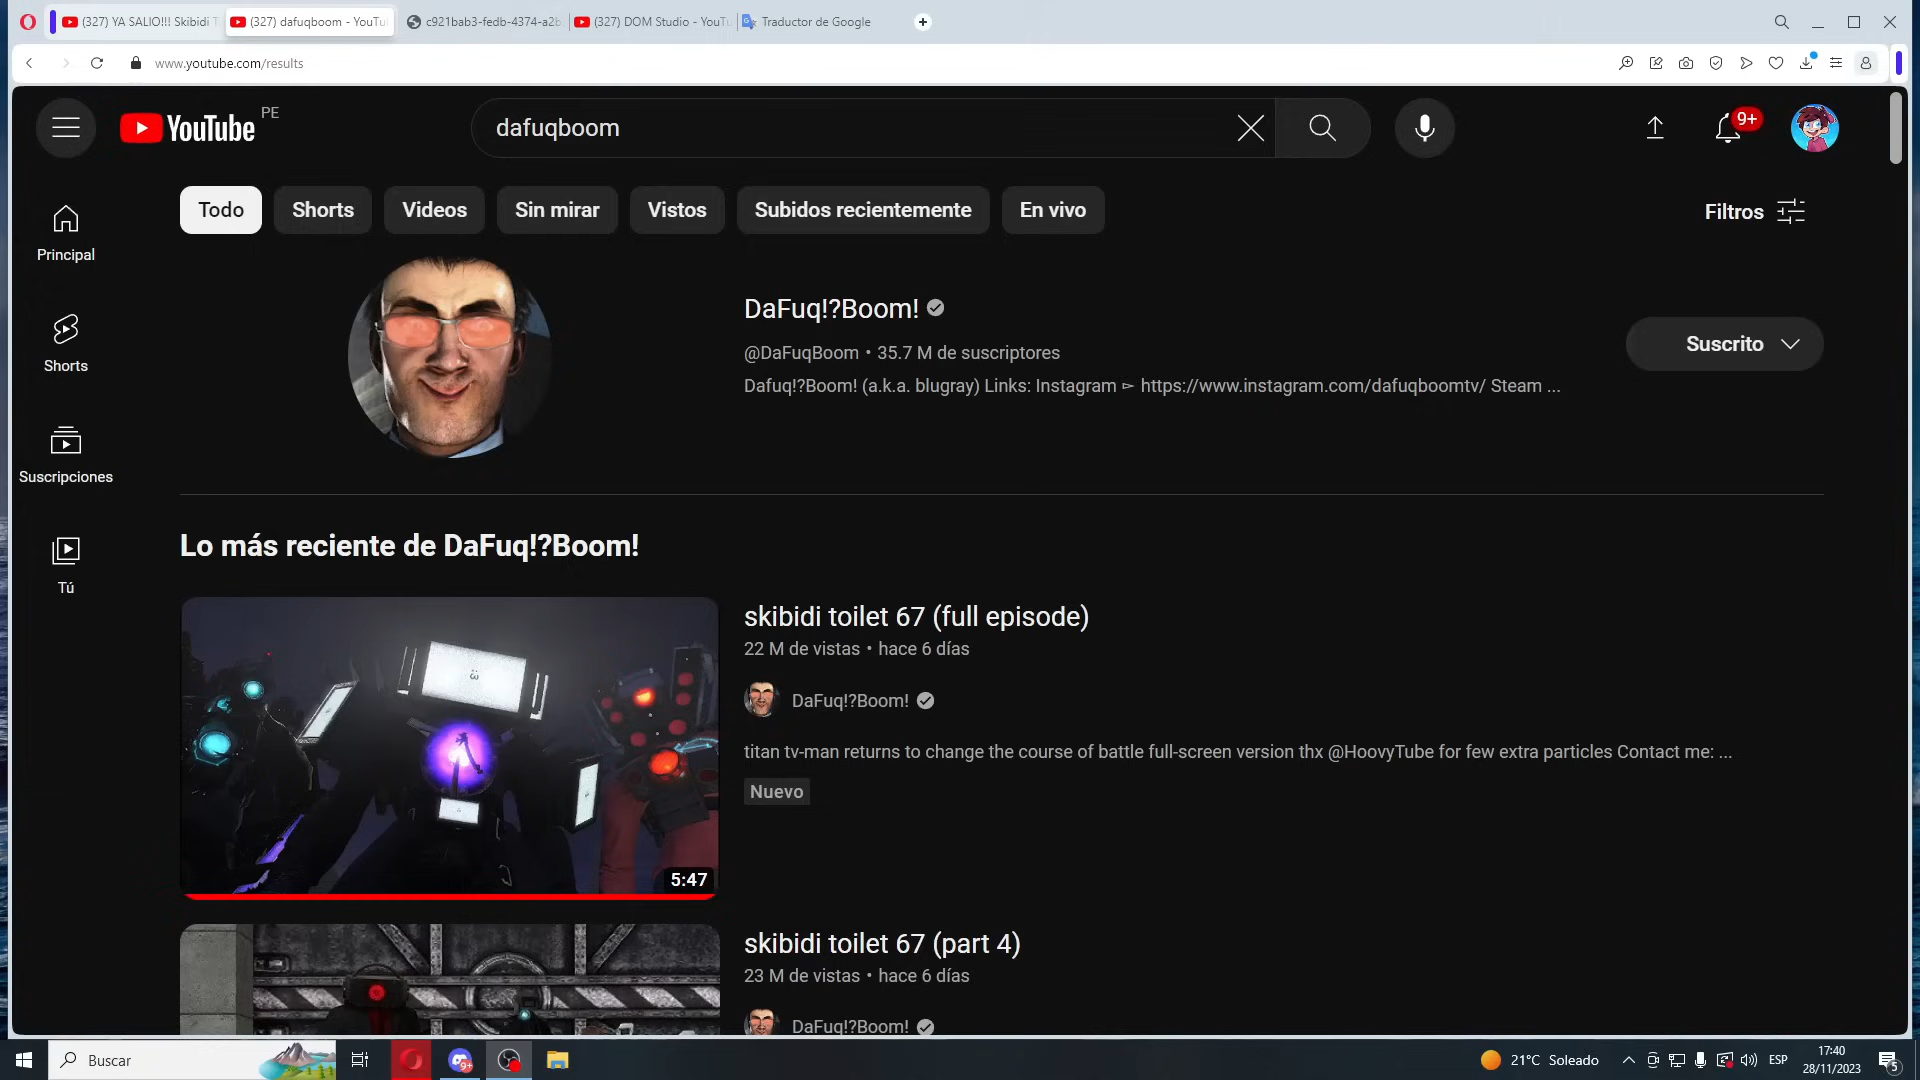 (327) YA SALIO!!! Skibidi T
(327) dafuqboom - YouTu
c921bab3-fedb-4374-a2b
(327) DOM Studio - YouTu
Traductor de Google
www.youtube.com/results
YouTube PE
dafuqboom
9+
Todo
Shorts
Videos
Sin mirar
Vistos
Subidos recientemente
En vivo
Filtros
Principal
Shorts
Suscripciones
Tú
DaFuq!?Boom!
@DaFuqBoom • 35.7 M de suscriptores
Dafuq!?Boom! (a.k.a. blugray) Links: Instagram ► https://www.instagram.com/dafuqboomtv/ Steam ...
Suscrito
Lo más reciente de DaFuq!?Boom!
5:47
skibidi toilet 67 (full episode)
22 M de vistas • hace 6 días
DaFuq!?Boom!
titan tv-man returns to change the course of battle full-screen version thx @HoovyTube for few extra particles Contact me: ...
Nuevo
skibidi toilet 67 (part 4)
23 M de vistas • hace 6 días
DaFuq!?Boom!
Buscar
9+
21°C Soleado
ESP
17:40
28/11/2023
5